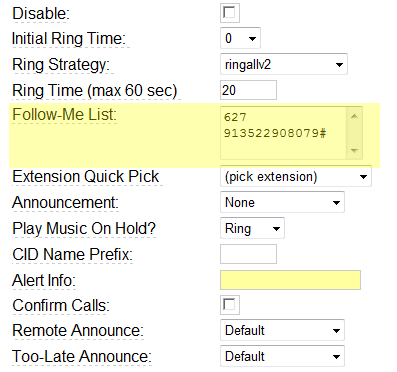 Disable:
Initial Ring Time: 0
Ring Strategy: ringallv2
Ring Time (max 60 sec) 20
Follow-Me List: 627
913522908079#
Extension Quick Pick (pick extension)
Announcement: None
Play Music On Hold? Ring
CID Name Prefix:
Alert Info:
Confirm Calls:
Remote Announce: Default
Too-Late Announce: Default